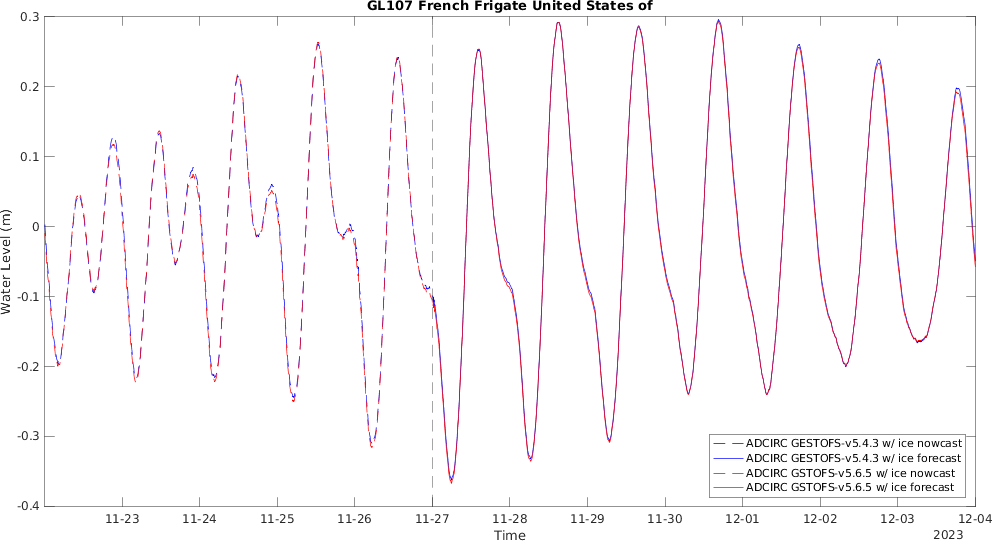 GL107 French Frigate United States of
0.3
0.2
0.1
0
-0.1
-0.2
-0.3
-0.4
Water Level (m)
ADCIRC GESTOFS-v5.4.3 w/ ice nowcast
ADCIRC GESTOFS-v5.4.3 w/ ice forecast
ADCIRC GSTOFS-v5.6.5 w/ ice nowcast
ADCIRC GSTOFS-v5.6.5 w/ ice forecast
11-23 11-24 11-25 11-26 11-27 11-28 11-29 11-30 12-01 12-02 12-03 12-04
Time
2023